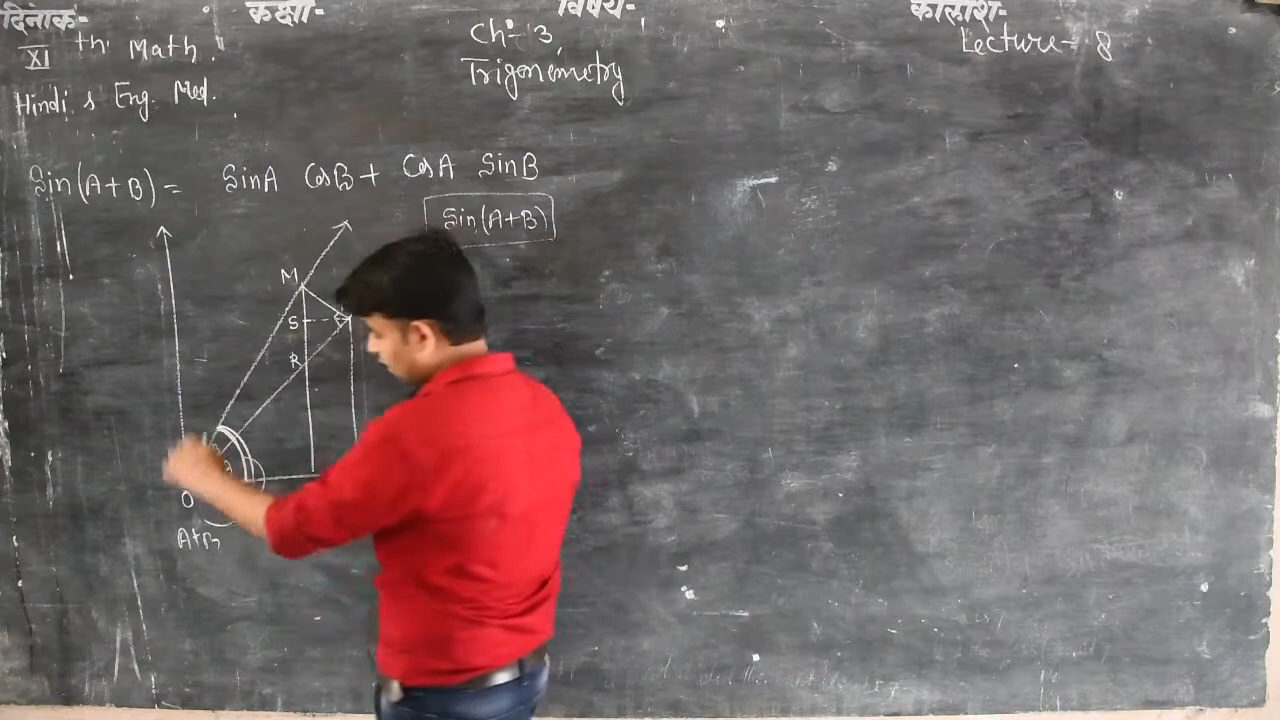 दिनांक- कक्षा- विषय- कालांश-
XI th Math. Ch- 3, Lecture- 8
Trigonometry
Hindi & Eng. Med.
Sin(A+B) = SinA CosB + CosA SinB
Sin(A+B)
M
S
R
O
A+B